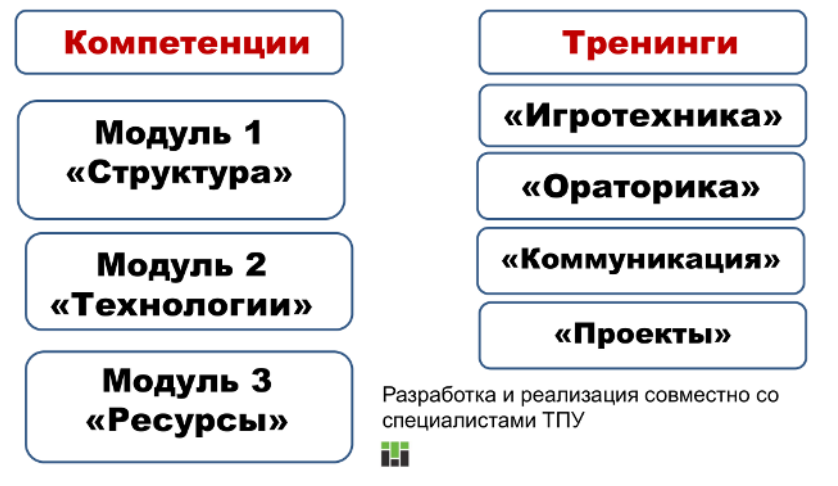 Компетенции
Модуль 1
«Структура»
Модуль 2
«Технологии»
Модуль 3
«Ресурсы»
Тренинги
«Игротехника»
«Ораторика»
«Коммуникация»
«Проекты»
Разработка и реализация совместно со
специалистами ТПУ